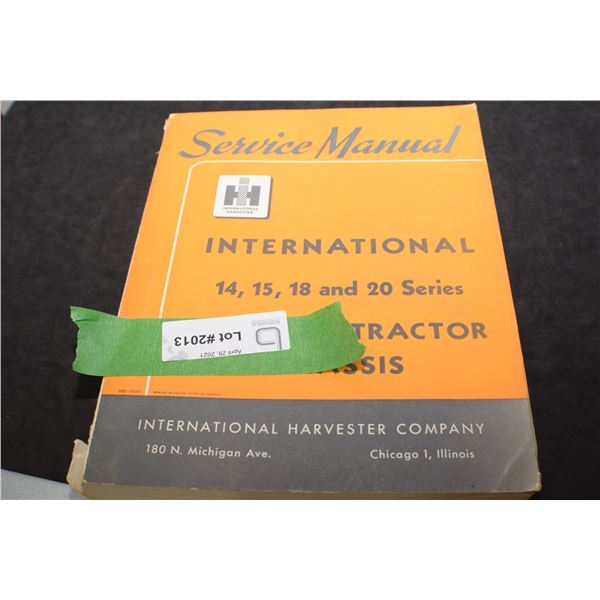 Service Manual
INTERNATIONAL
HARVESTER
INTERNATIONAL
14, 15, 18 and 20 Series
TRACTOR
ASSIS
Lot #2013
April 29, 2021
INTERNATIONAL HARVESTER COMPANY
180 N. Michigan Ave.
Chicago 1, Illinois